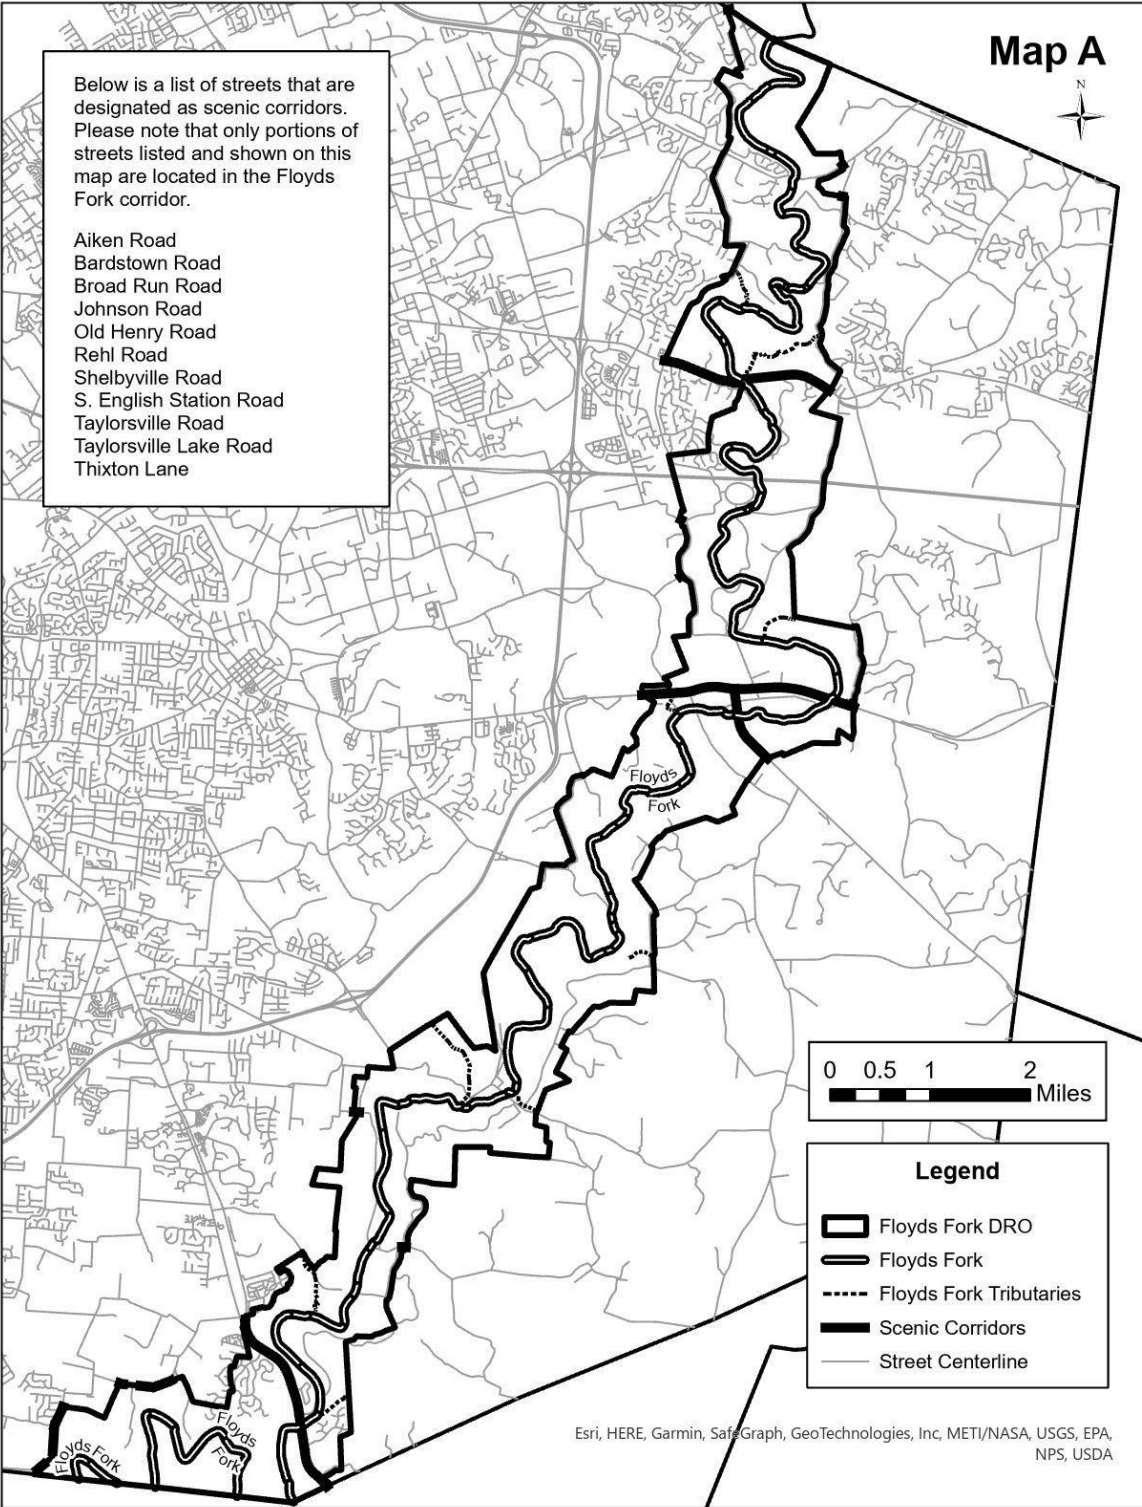 Map A
N
Below is a list of streets that are
designated as scenic corridors.
Please note that only portions of
streets listed and shown on this
map are located in the Floyds
Fork corridor.
Aiken Road
Bardstown Road
Broad Run Road
Johnson Road
Old Henry Road
Rehl Road
Shelbyville Road
S. English Station Road
Taylorsville Road
Taylorsville Lake Road
Thixton Lane
Floyds
Fork
0 0.5 1 2
Miles
Legend
Floyds Fork DRO
Floyds Fork
Floyds Fork Tributaries
Scenic Corridors
Street Centerline
Floyds
Fork
Floyds Fork
Esri, HERE, Garmin, SafeGraph, GeoTechnologies, Inc, METI/NASA, USGS, EPA,
NPS, USDA